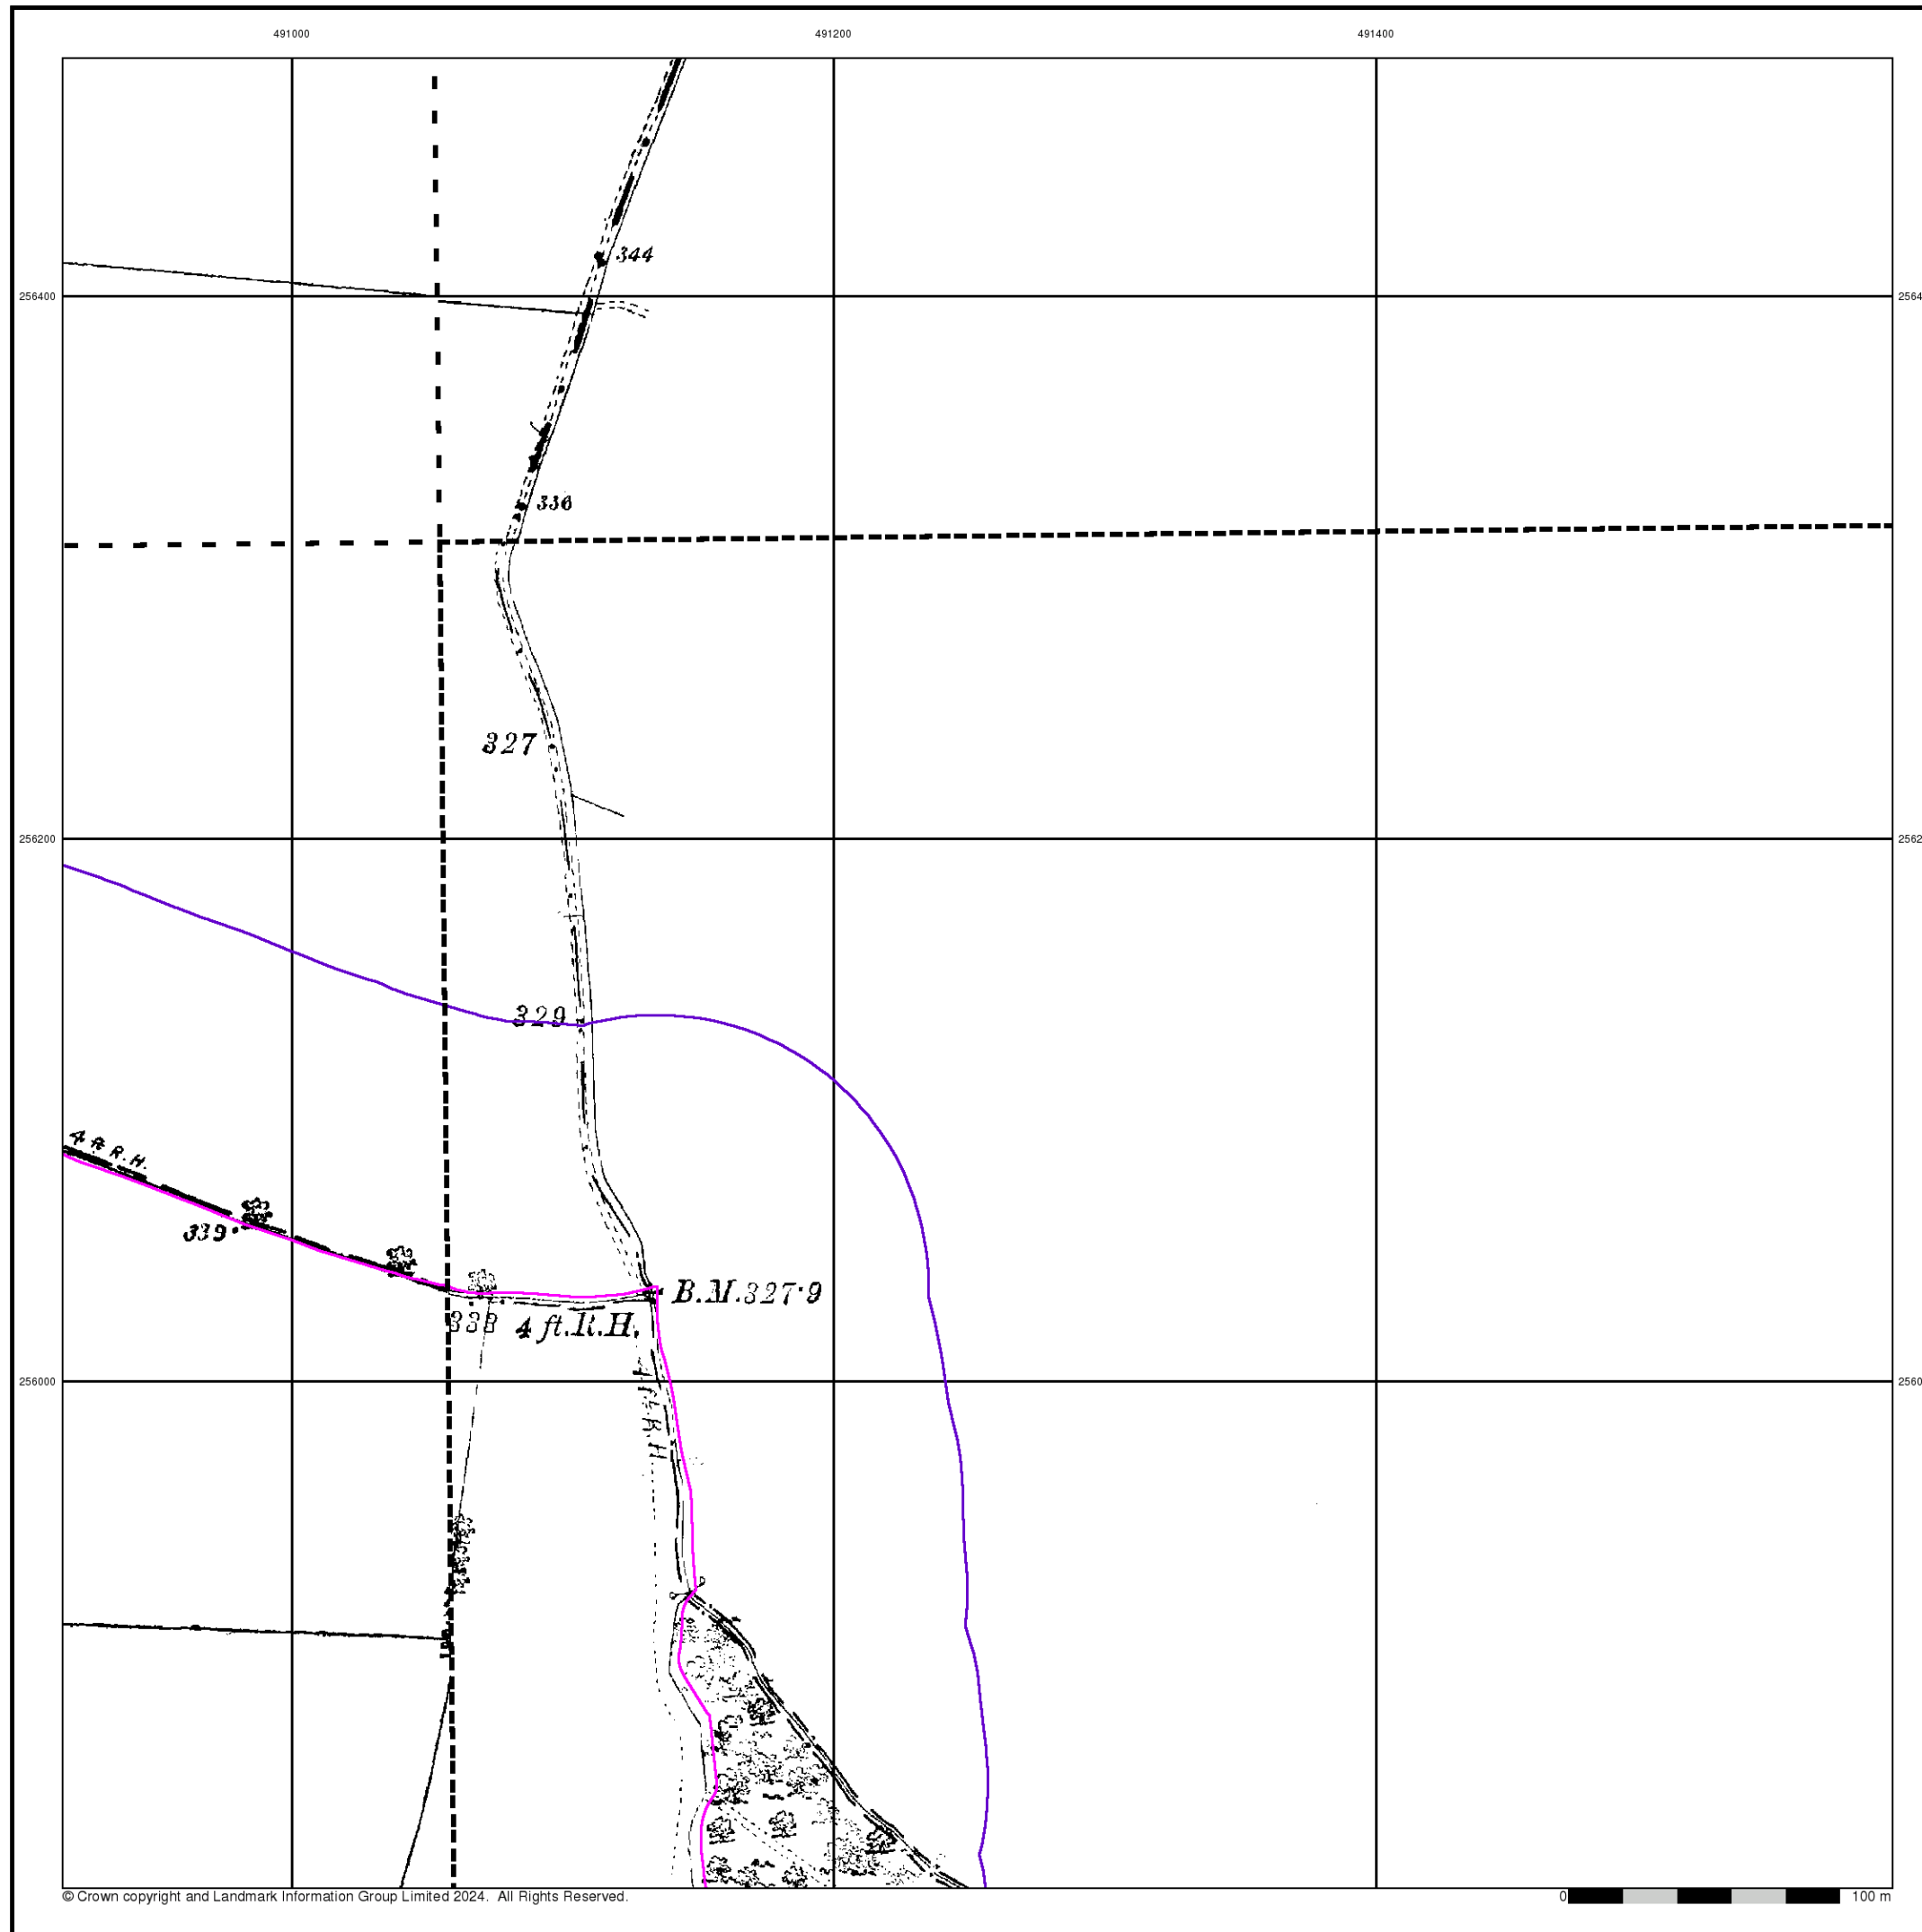 491000 491200 491400
344
256400 2564
336
327
256200 2562
329
4 ft R.H.
339
B.M.327·9
338 4 ft.R.H.
256000 2560
4 ft.R.H
© Crown copyright and Landmark Information Group Limited 2024. All Rights Reserved. 0 100 m